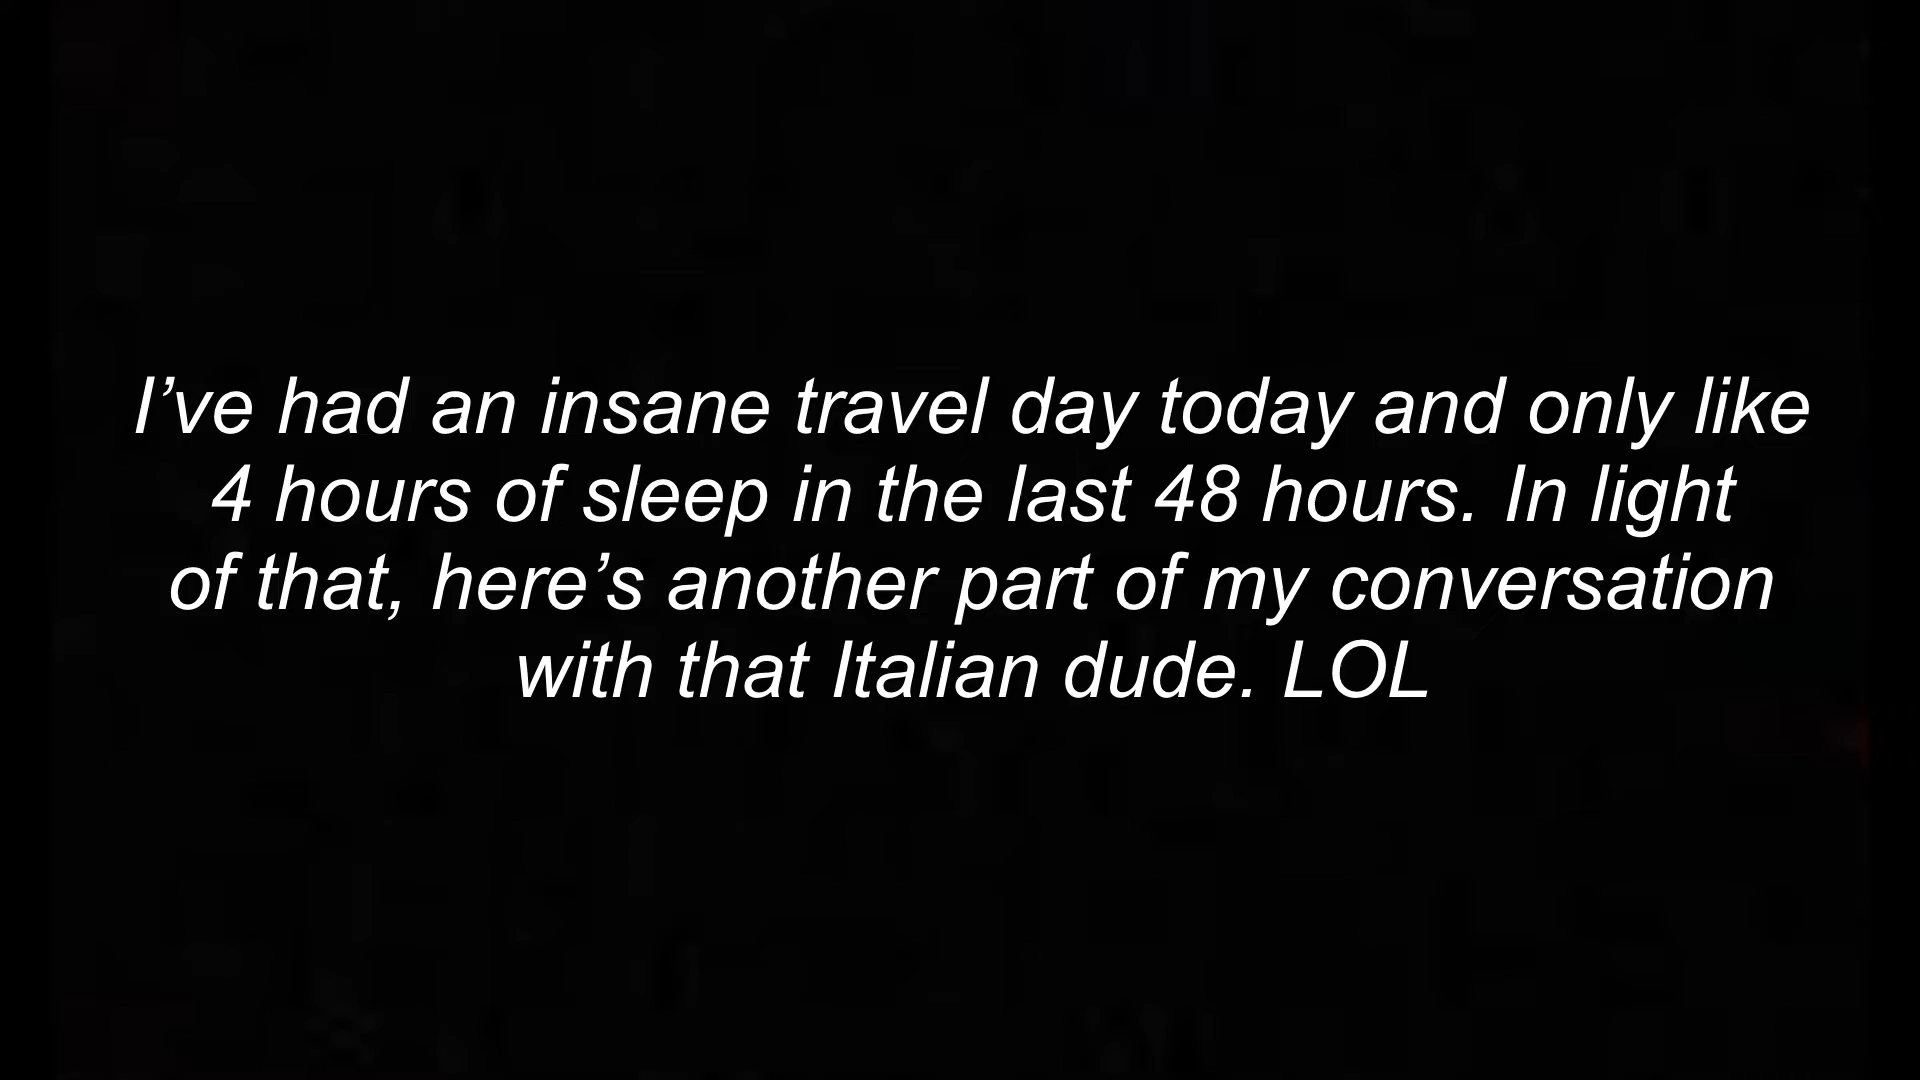 I’ve had an insane travel day today and only like
4 hours of sleep in the last 48 hours. In light
of that, here’s another part of my conversation
with that Italian dude. LOL